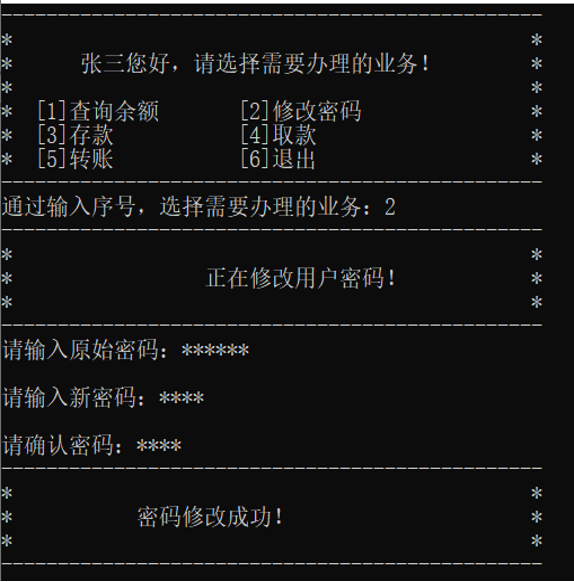 ------------------------------------------------
*                                              *
*      张三您好，请选择需要办理的业务！        *
*                                              *
*  [1]查询余额       [2]修改密码               *
*  [3]存款           [4]取款                   *
*  [5]转账           [6]退出                   *
------------------------------------------------
通过输入序号，选择需要办理的业务：2
------------------------------------------------
*                                              *
*                 正在修改用户密码！           *
*                                              *
------------------------------------------------
请输入原始密码：******
请输入新密码：****
请确认密码：****
------------------------------------------------
*                                              *
*           密码修改成功！                     *
*                                              *
------------------------------------------------